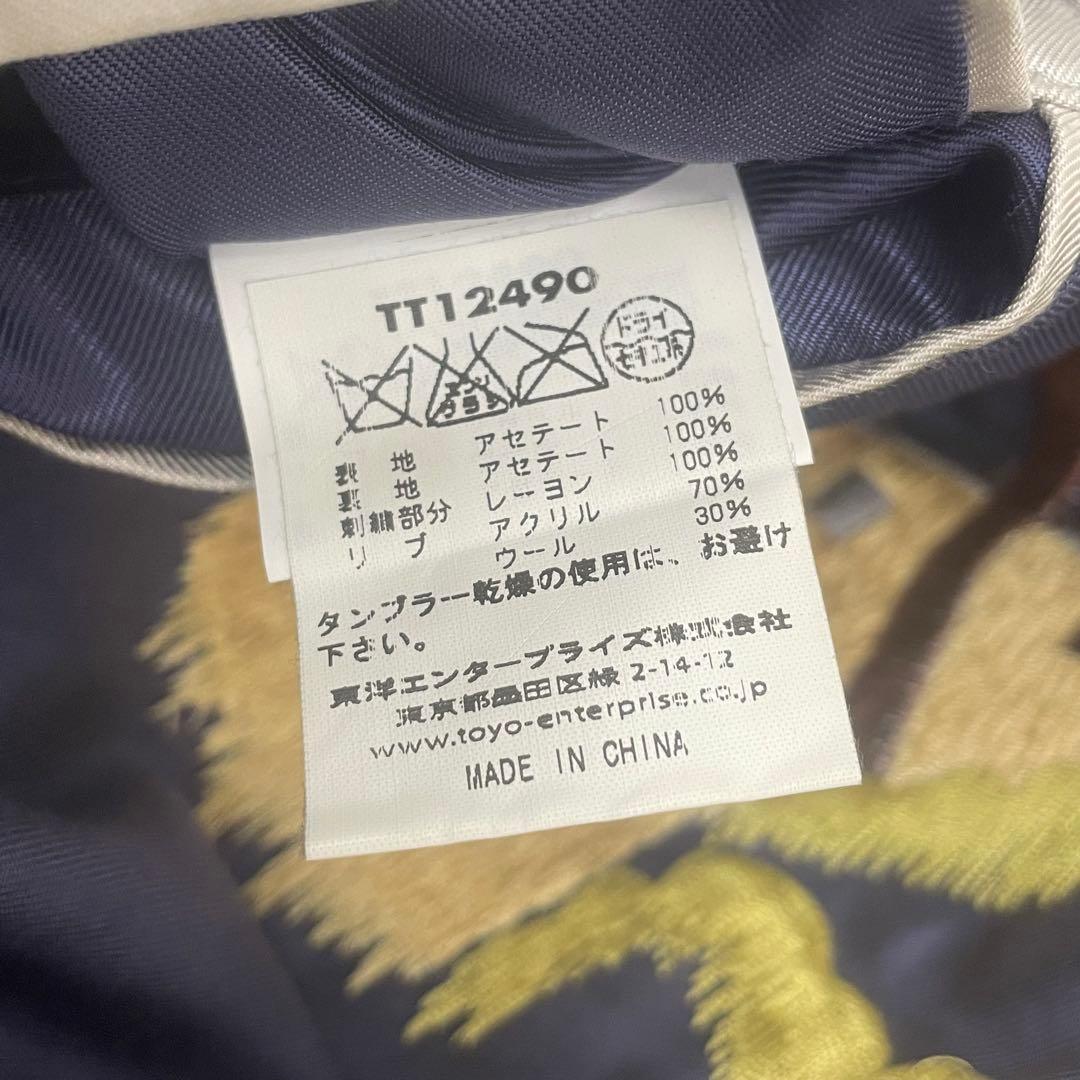 TT12490
エンソ
サラシ
ドライ
セキユ系
表 地 アセテート 100%
裏 地 アセテート 100%
刺繍部分 レーヨン 100%
リ ブ アクリル 70%
ウール 30%
タンブラー乾燥の使用は、お避け
下さい。
東洋エンタープライズ株式会社
東京都墨田区緑 2-14-12
www.toyo-enterprise.co.jp
MADE IN CHINA